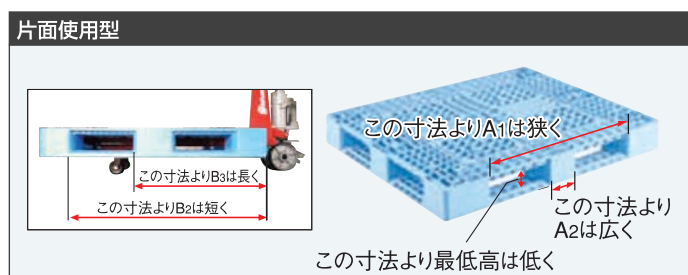 片面使用型
この寸法よりB3は長く
この寸法よりB2は短く
この寸法よりA1は狭く
この寸法より
A2は広く
この寸法より最低高は低く